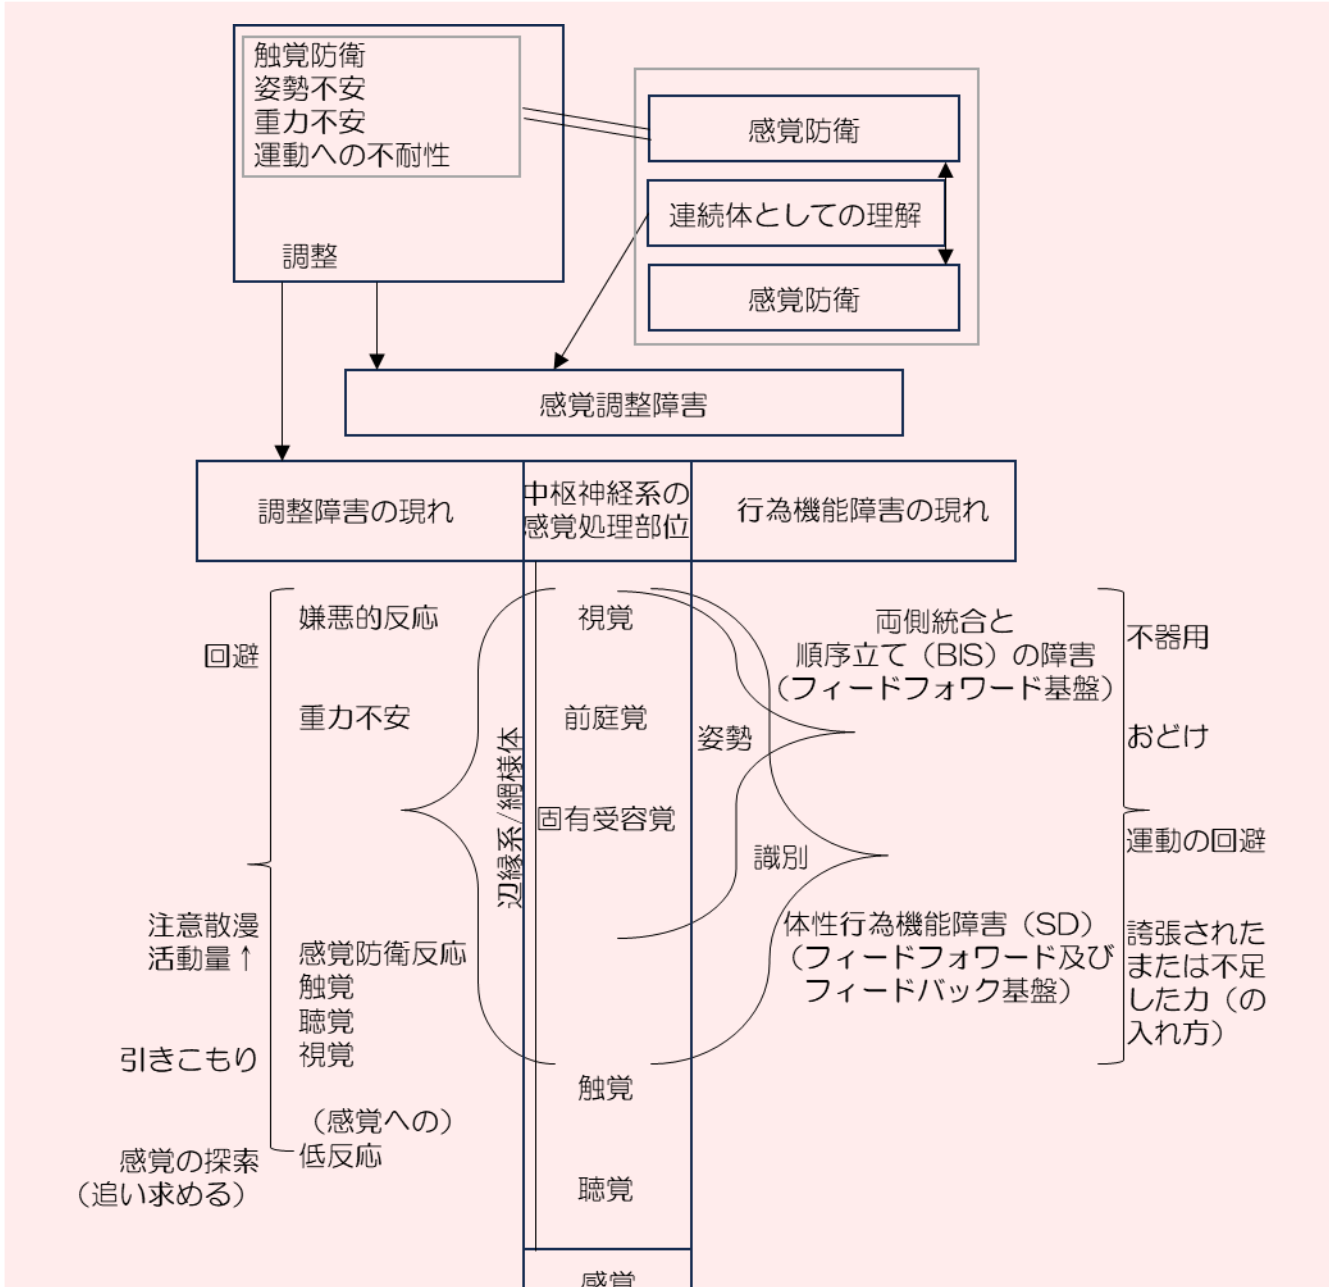 触覚防衛
姿勢不安
重力不安
運動への不耐性
調整
感覚防衛
連続体としての理解
感覚防衛
感覚調整障害
調整障害の現れ
中枢神経系の
感覚処理部位
行為機能障害の現れ
回避
注意散漫
活動量↑
引きこもり
感覚の探索
（追い求める）
嫌悪的反応
重力不安
感覚防衛反応
触覚
聴覚
視覚
（感覚への）
低反応
辺縁系/網様体
視覚
前庭覚
固有受容覚
触覚
聴覚
感覚
姿勢
識別
両側統合と
順序立て（BIS）の障害
（フィードフォワード基盤）
体性行為機能障害（SD）
（フィードフォワード及び
フィードバック基盤）
不器用
おどけ
運動の回避
誇張された
または不足
した力（の
入れ方）